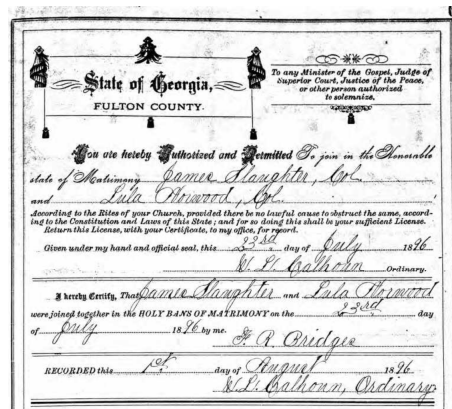 State of Georgia,
FULTON COUNTY.
To any Minister of the Gospel, Judge of
Superior Court, Justice of the Peace,
or other person authorized
to solemnize.
You are hereby Authorized and Permitted To join in the Honorable
state of Matrimony James Slaughter, Col.
and Lula Norwood, Col.
According to the Rites of your Church, provided there be no lawful cause to obstruct the same, accord-
ing to the Constitution and Laws of this State; and for so doing this shall be your sufficient License.
Return this License, with your Certificate, to my office, for record.
Given under my hand and official seal, this 23rd day of July 1896
W. L. Calhoun Ordinary.
I hereby Certify, That James Slaughter and Lula Norwood
were joined together in the HOLY BANS OF MATRIMONY on the 23rd day
of July 1896 by me.
F R Bridges
RECORDED this 1st day of August 1896.
W. L. Calhoun, Ordinary